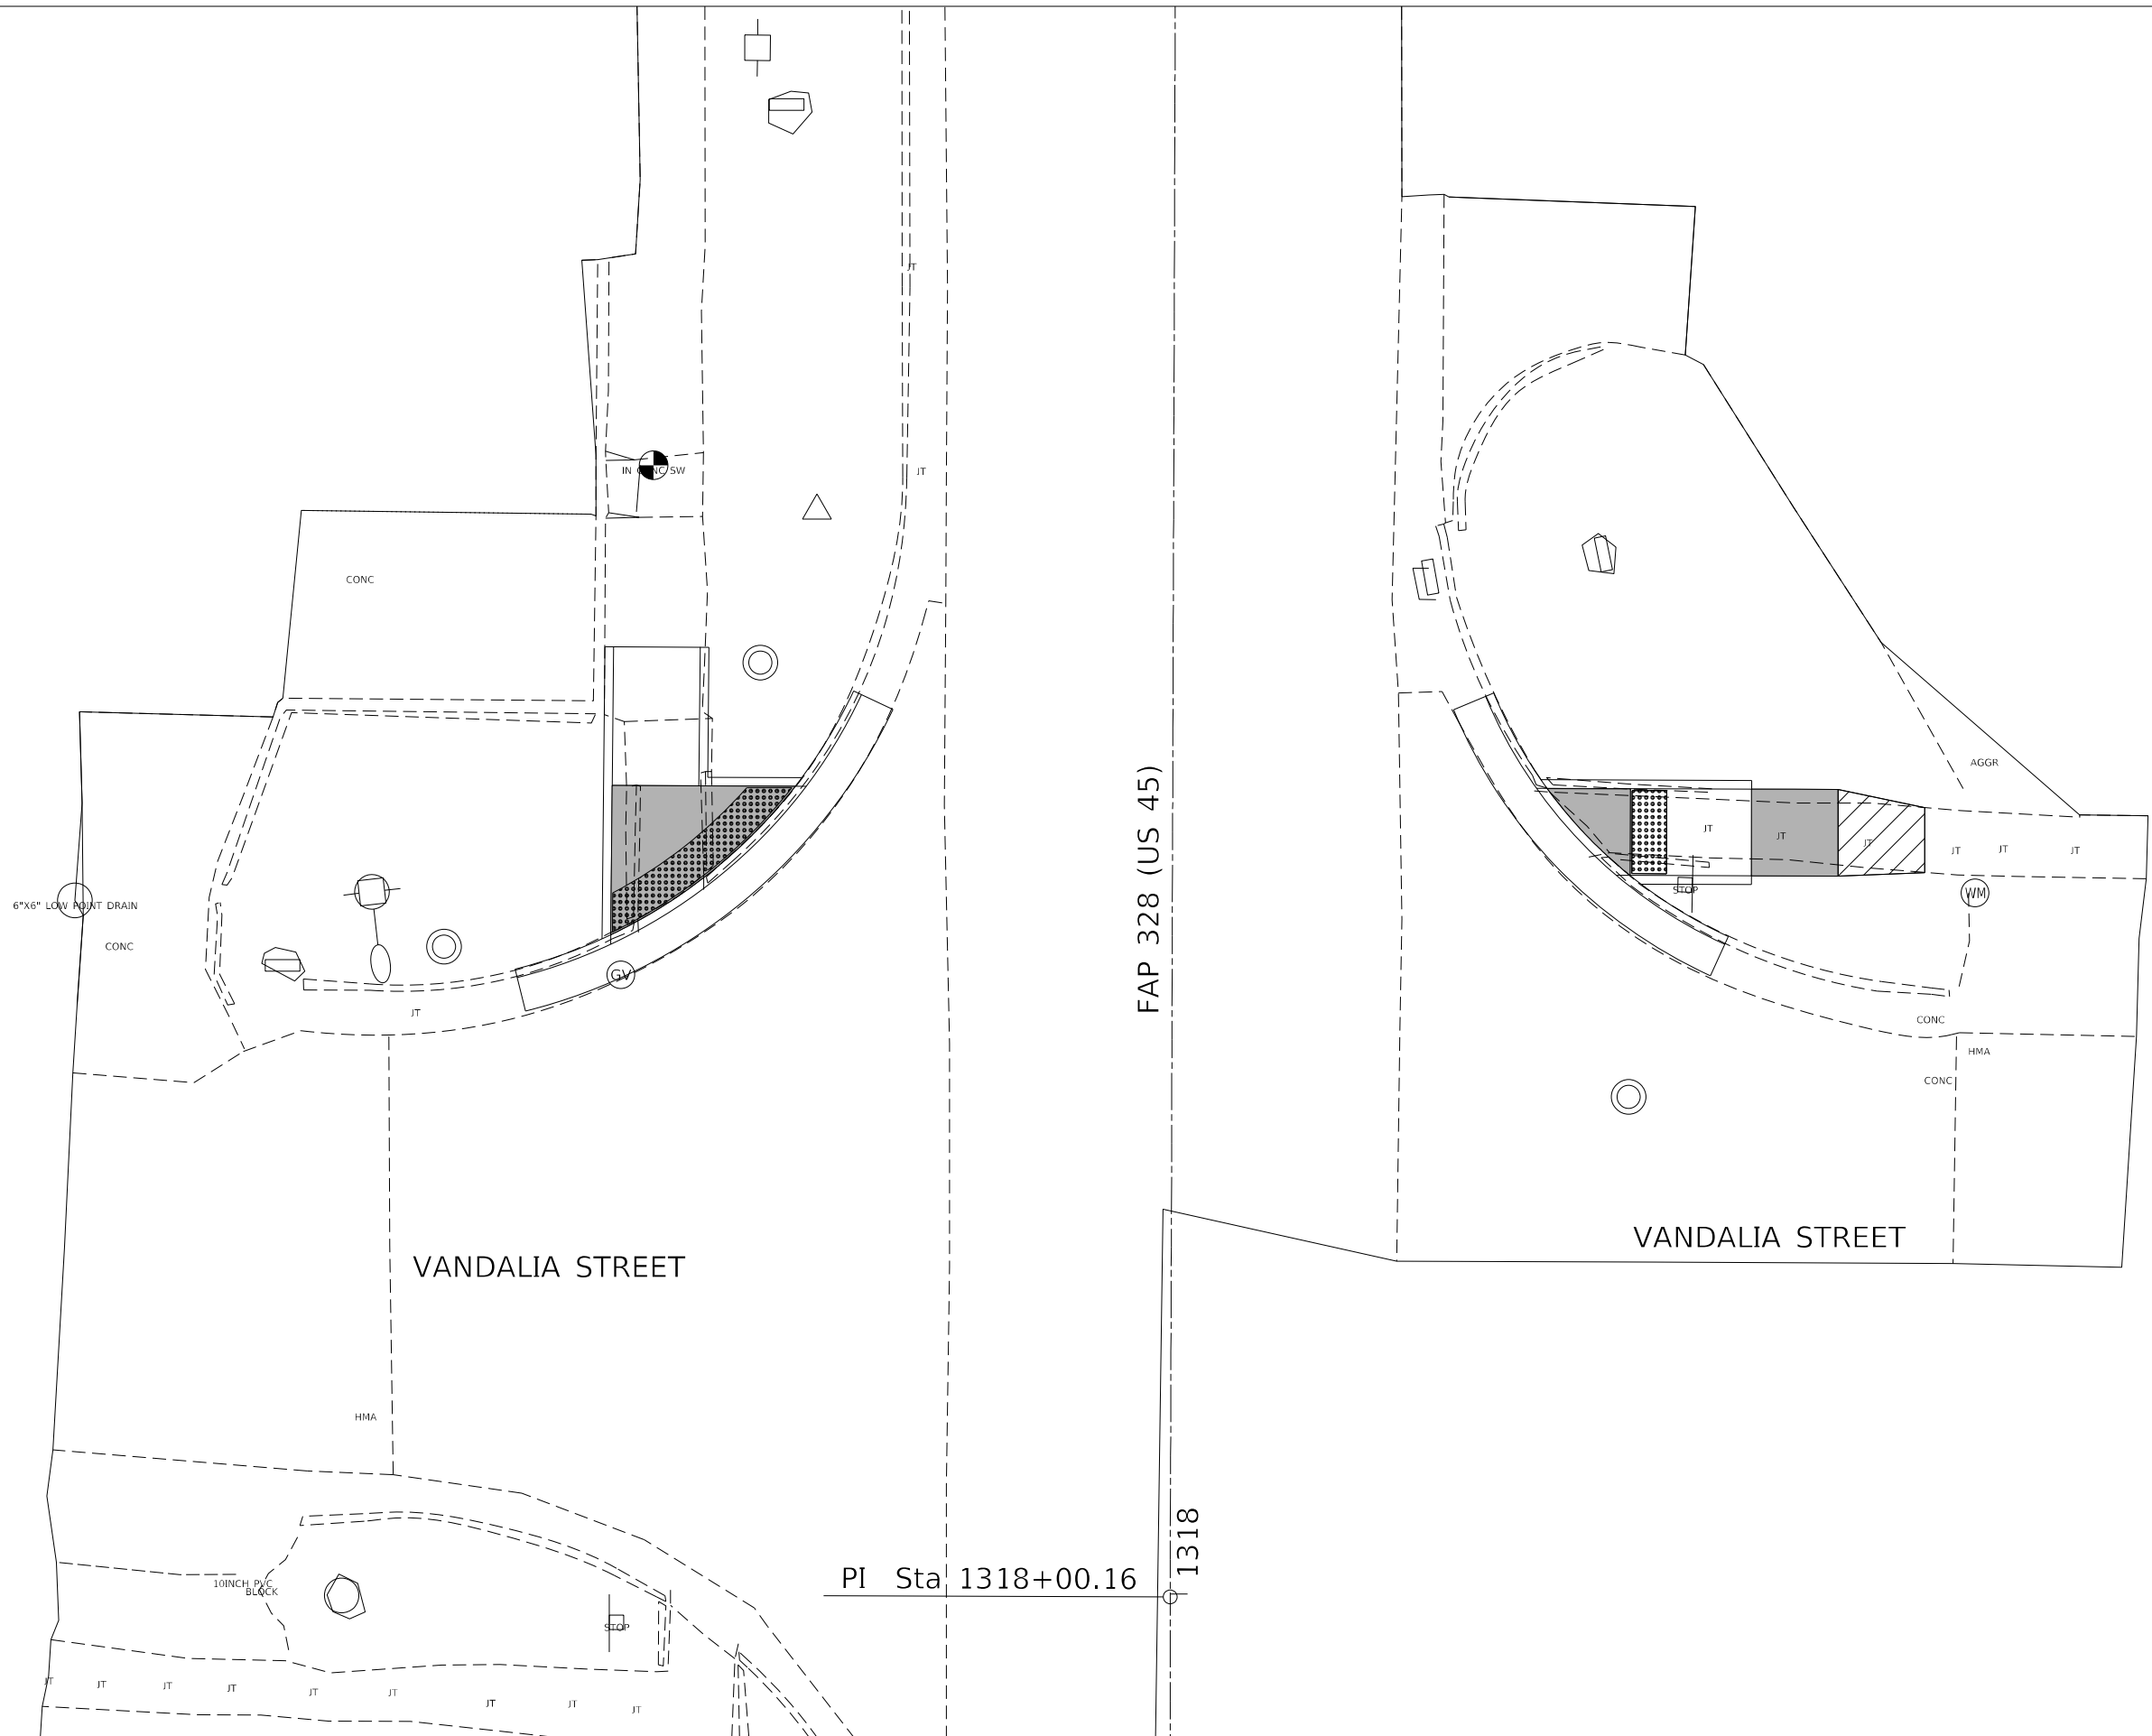 JT
IN CONC SW
JT
CONC
AGGR
FAP 328 (US 45)
JT
JT
JT
JT
JT
JT
STOP
WM
6"X6" LOW POINT DRAIN
CONC
GV
JT
CONC
HMA
CONC
VANDALIA STREET
VANDALIA STREET
HMA
1318
PI Sta 1318+00.16
10INCH PVC
BLOCK
STOP
JT
JT
JT
JT
JT
JT
JT
JT
JT